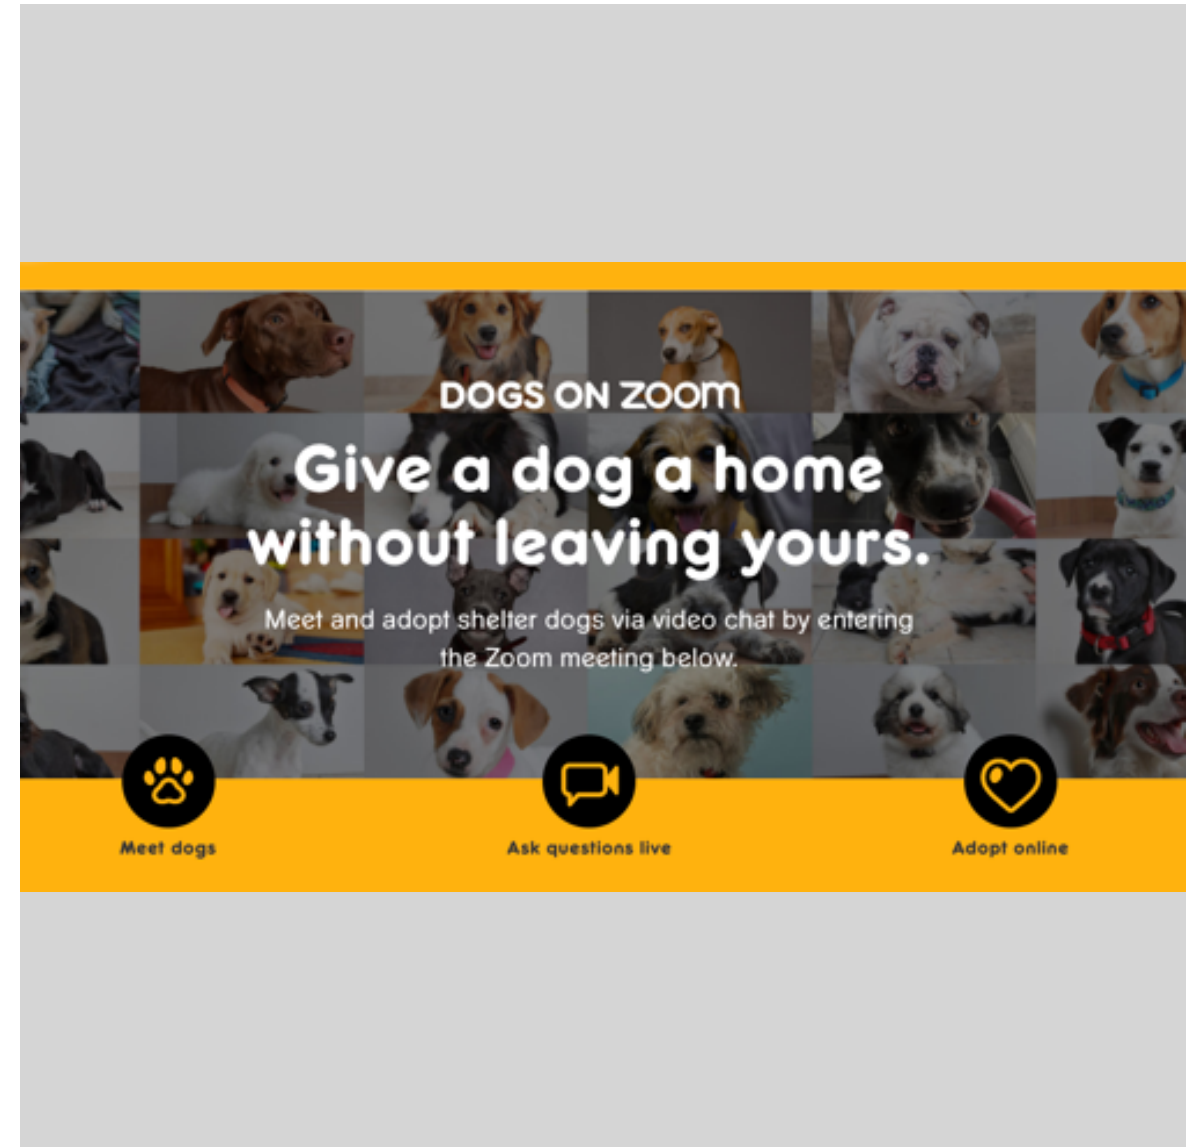 DOGS ON zoom
Give a dog a home
without leaving yours.
Meet and adopt shelter dogs via video chat by entering
the Zoom meeting below.
Meet dogs
Ask questions live
Adopt online